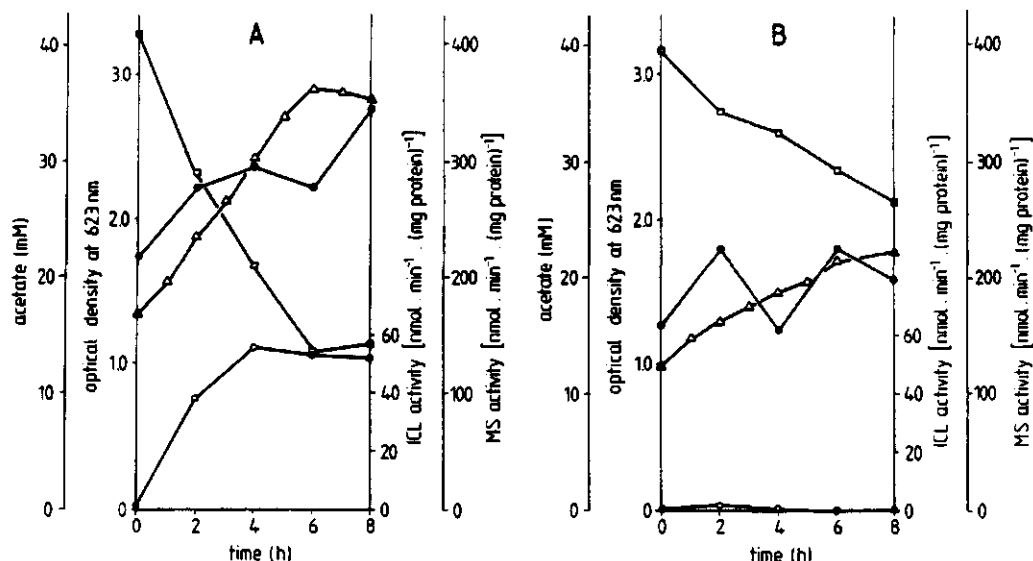 A
acetate (mM)
40
30
20
10
0
optical density at 623 nm
3.0
2.0
1.0
0
ICL activity [nmol . min⁻¹ . (mg protein)⁻¹]
60
40
20
0
MS activity [nmol . min⁻¹ . (mg protein)⁻¹]
400
300
200
100
0
0 2 4 6 8
time (h)
B
acetate (mM)
40
30
20
10
0
optical density at 623 nm
3.0
2.0
1.0
0
ICL activity [nmol . min⁻¹ . (mg protein)⁻¹]
60
40
20
0
MS activity [nmol . min⁻¹ . (mg protein)⁻¹]
400
300
200
100
0
0 2 4 6 8
time (h)